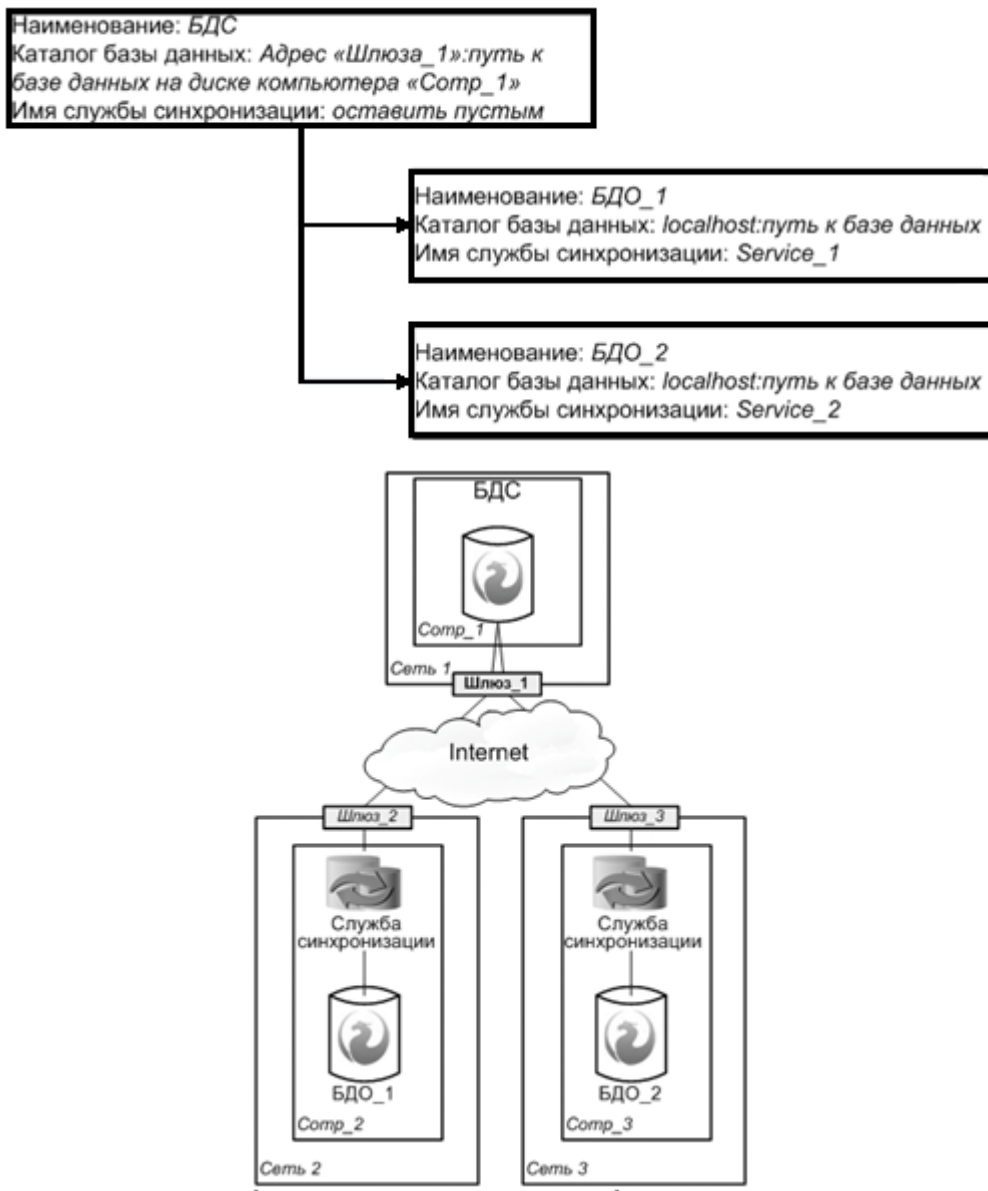 Наименование: БДС
Каталог базы данных: Адрес «Шлюза_1»:путь к
базе данных на диске компьютера «Comp_1»
Имя службы синхронизации: оставить пустым
Наименование: БДО_1
Каталог базы данных: localhost:путь к базе данных
Имя службы синхронизации: Service_1
Наименование: БДО_2
Каталог базы данных: localhost:путь к базе данных
Имя службы синхронизации: Service_2
БДС
Comp_1
Сеть 1
Шлюз_1
Internet
Шлюз_2
Шлюз_3
Служба
синхронизации
Служба
синхронизации
БДО_1
БДО_2
Comp_2
Comp_3
Сеть 2
Сеть 3